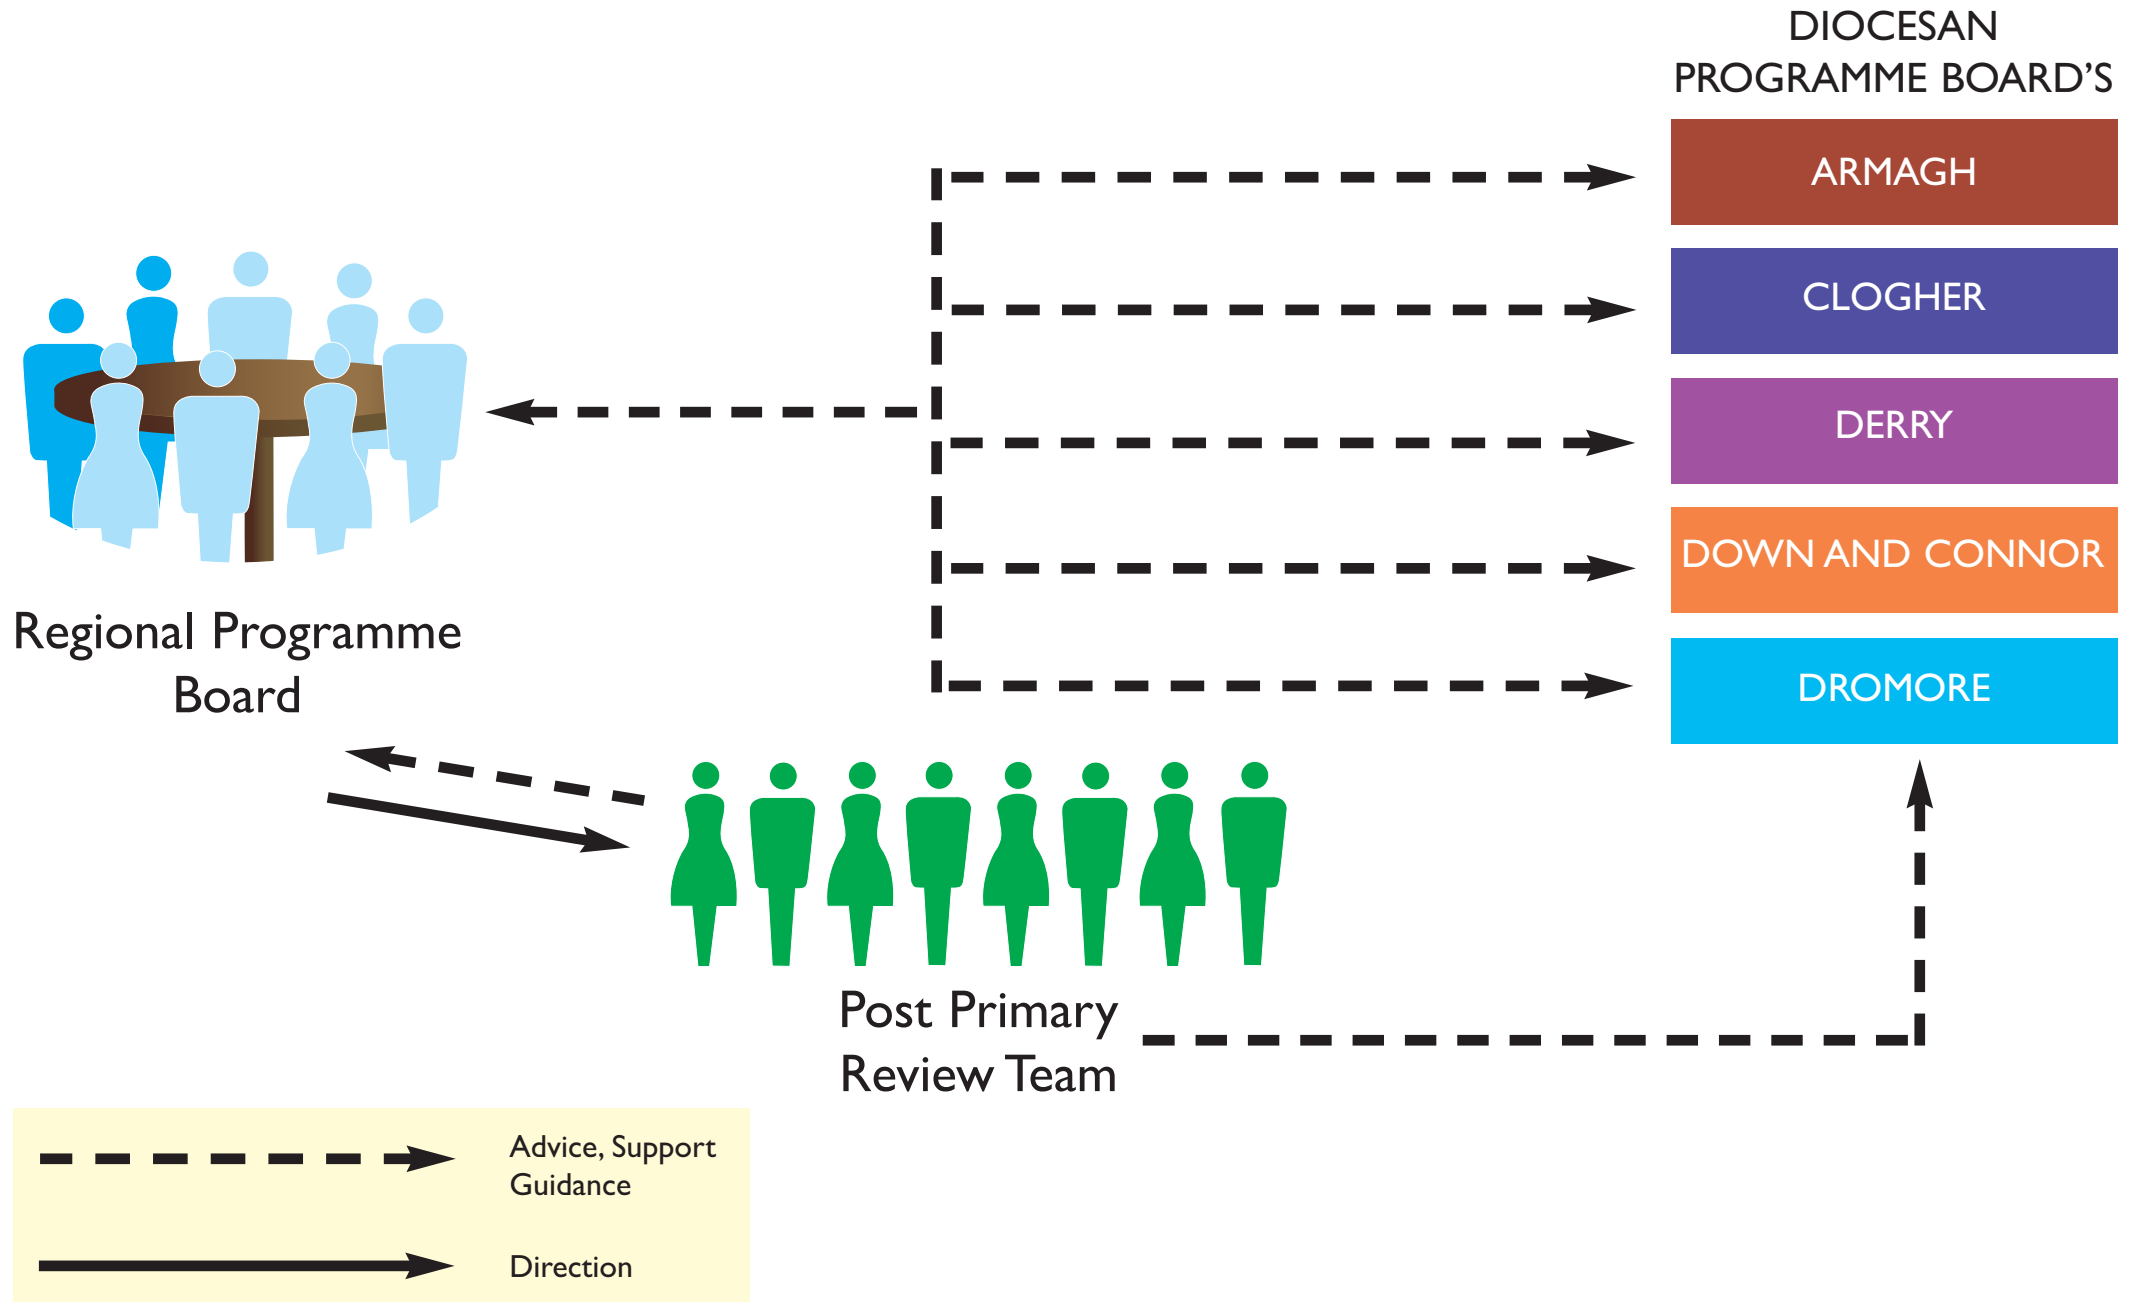 DIOCESAN
PROGRAMME BOARD’S
ARMAGH
CLOGHER
DERRY
DOWN AND CONNOR
DROMORE
Regional Programme
Board
Post Primary
Review Team
Advice, Support
Guidance
Direction